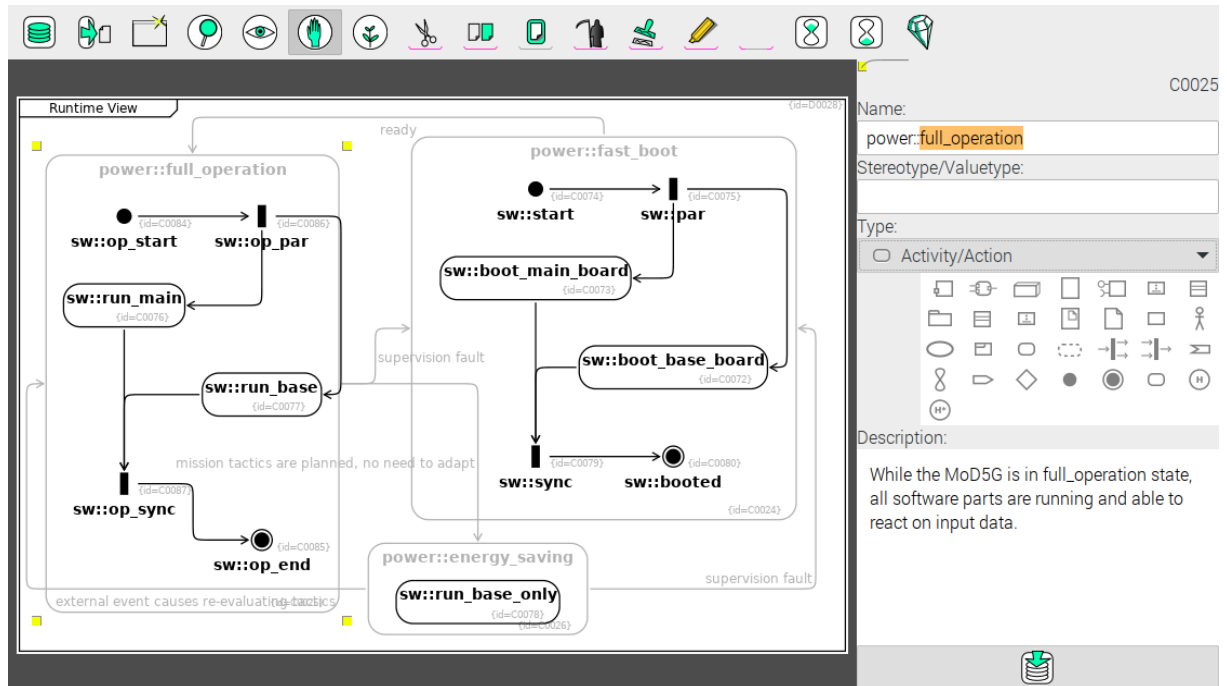 Runtime View
{id=D0028}
ready
power::full_operation
sw::op_start
{id=C0084}
sw::op_par
{id=C0086}
sw::run_main
{id=C0076}
sw::run_base
{id=C0077}
mission tactics are planned, no need to adapt
sw::op_sync
{id=C0087}
sw::op_end
{id=C0085}
external event causes re-evaluating tactics
power::fast_boot
sw::start
{id=C0074}
sw::par
{id=C0075}
sw::boot_main_board
{id=C0073}
supervision fault
sw::boot_base_board
{id=C0072}
sw::sync
{id=C0079}
sw::booted
{id=C0080}
{id=C0024}
power::energy_saving
sw::run_base_only
{id=C0078}
{id=C0026}
supervision fault
C0025
Name:
power::full_operation
Stereotype/Valuetype:
Type:
Activity/Action
H
H*
Description:
While the MoD5G is in full_operation state,
all software parts are running and able to
react on input data.